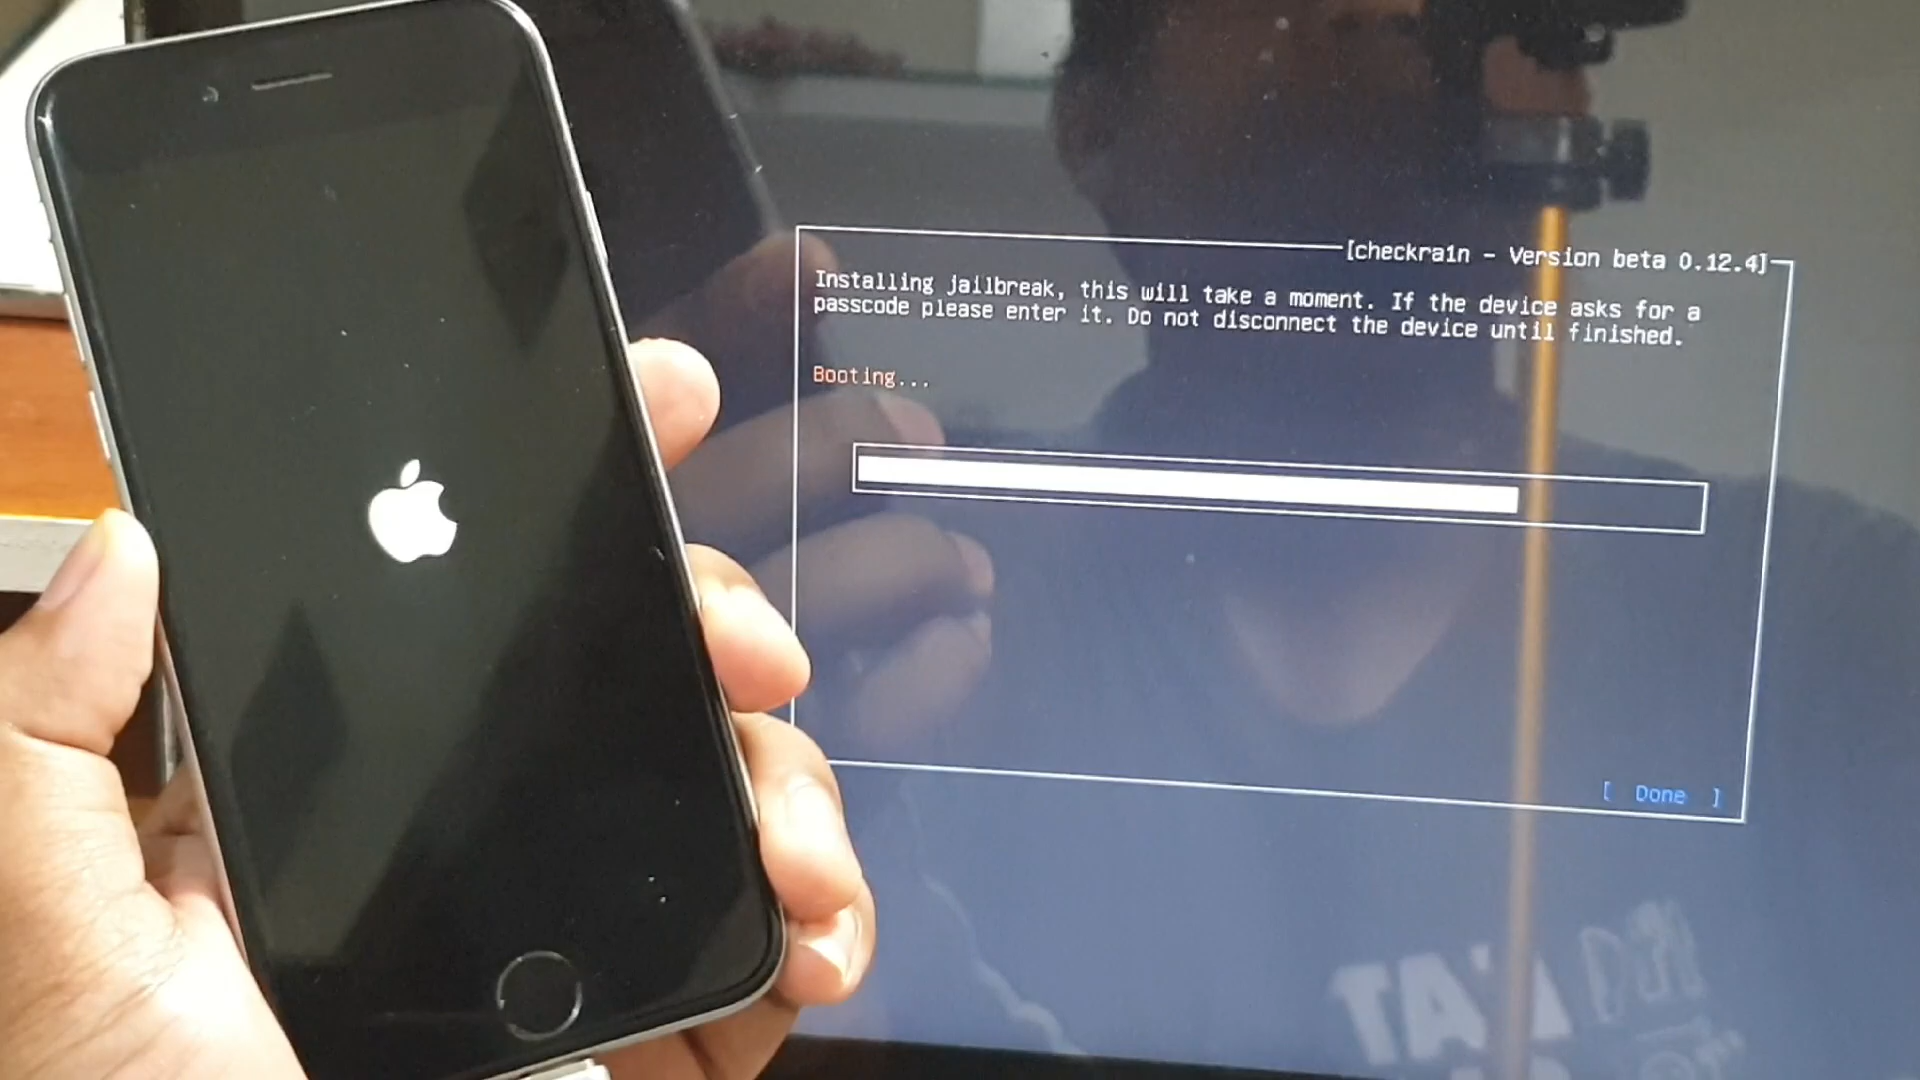 [checkra1n - Version beta 0.12.4]
Installing jailbreak, this will take a moment. If the device asks for a
passcode please enter it. Do not disconnect the device until finished.
Booting...
[ Done ]